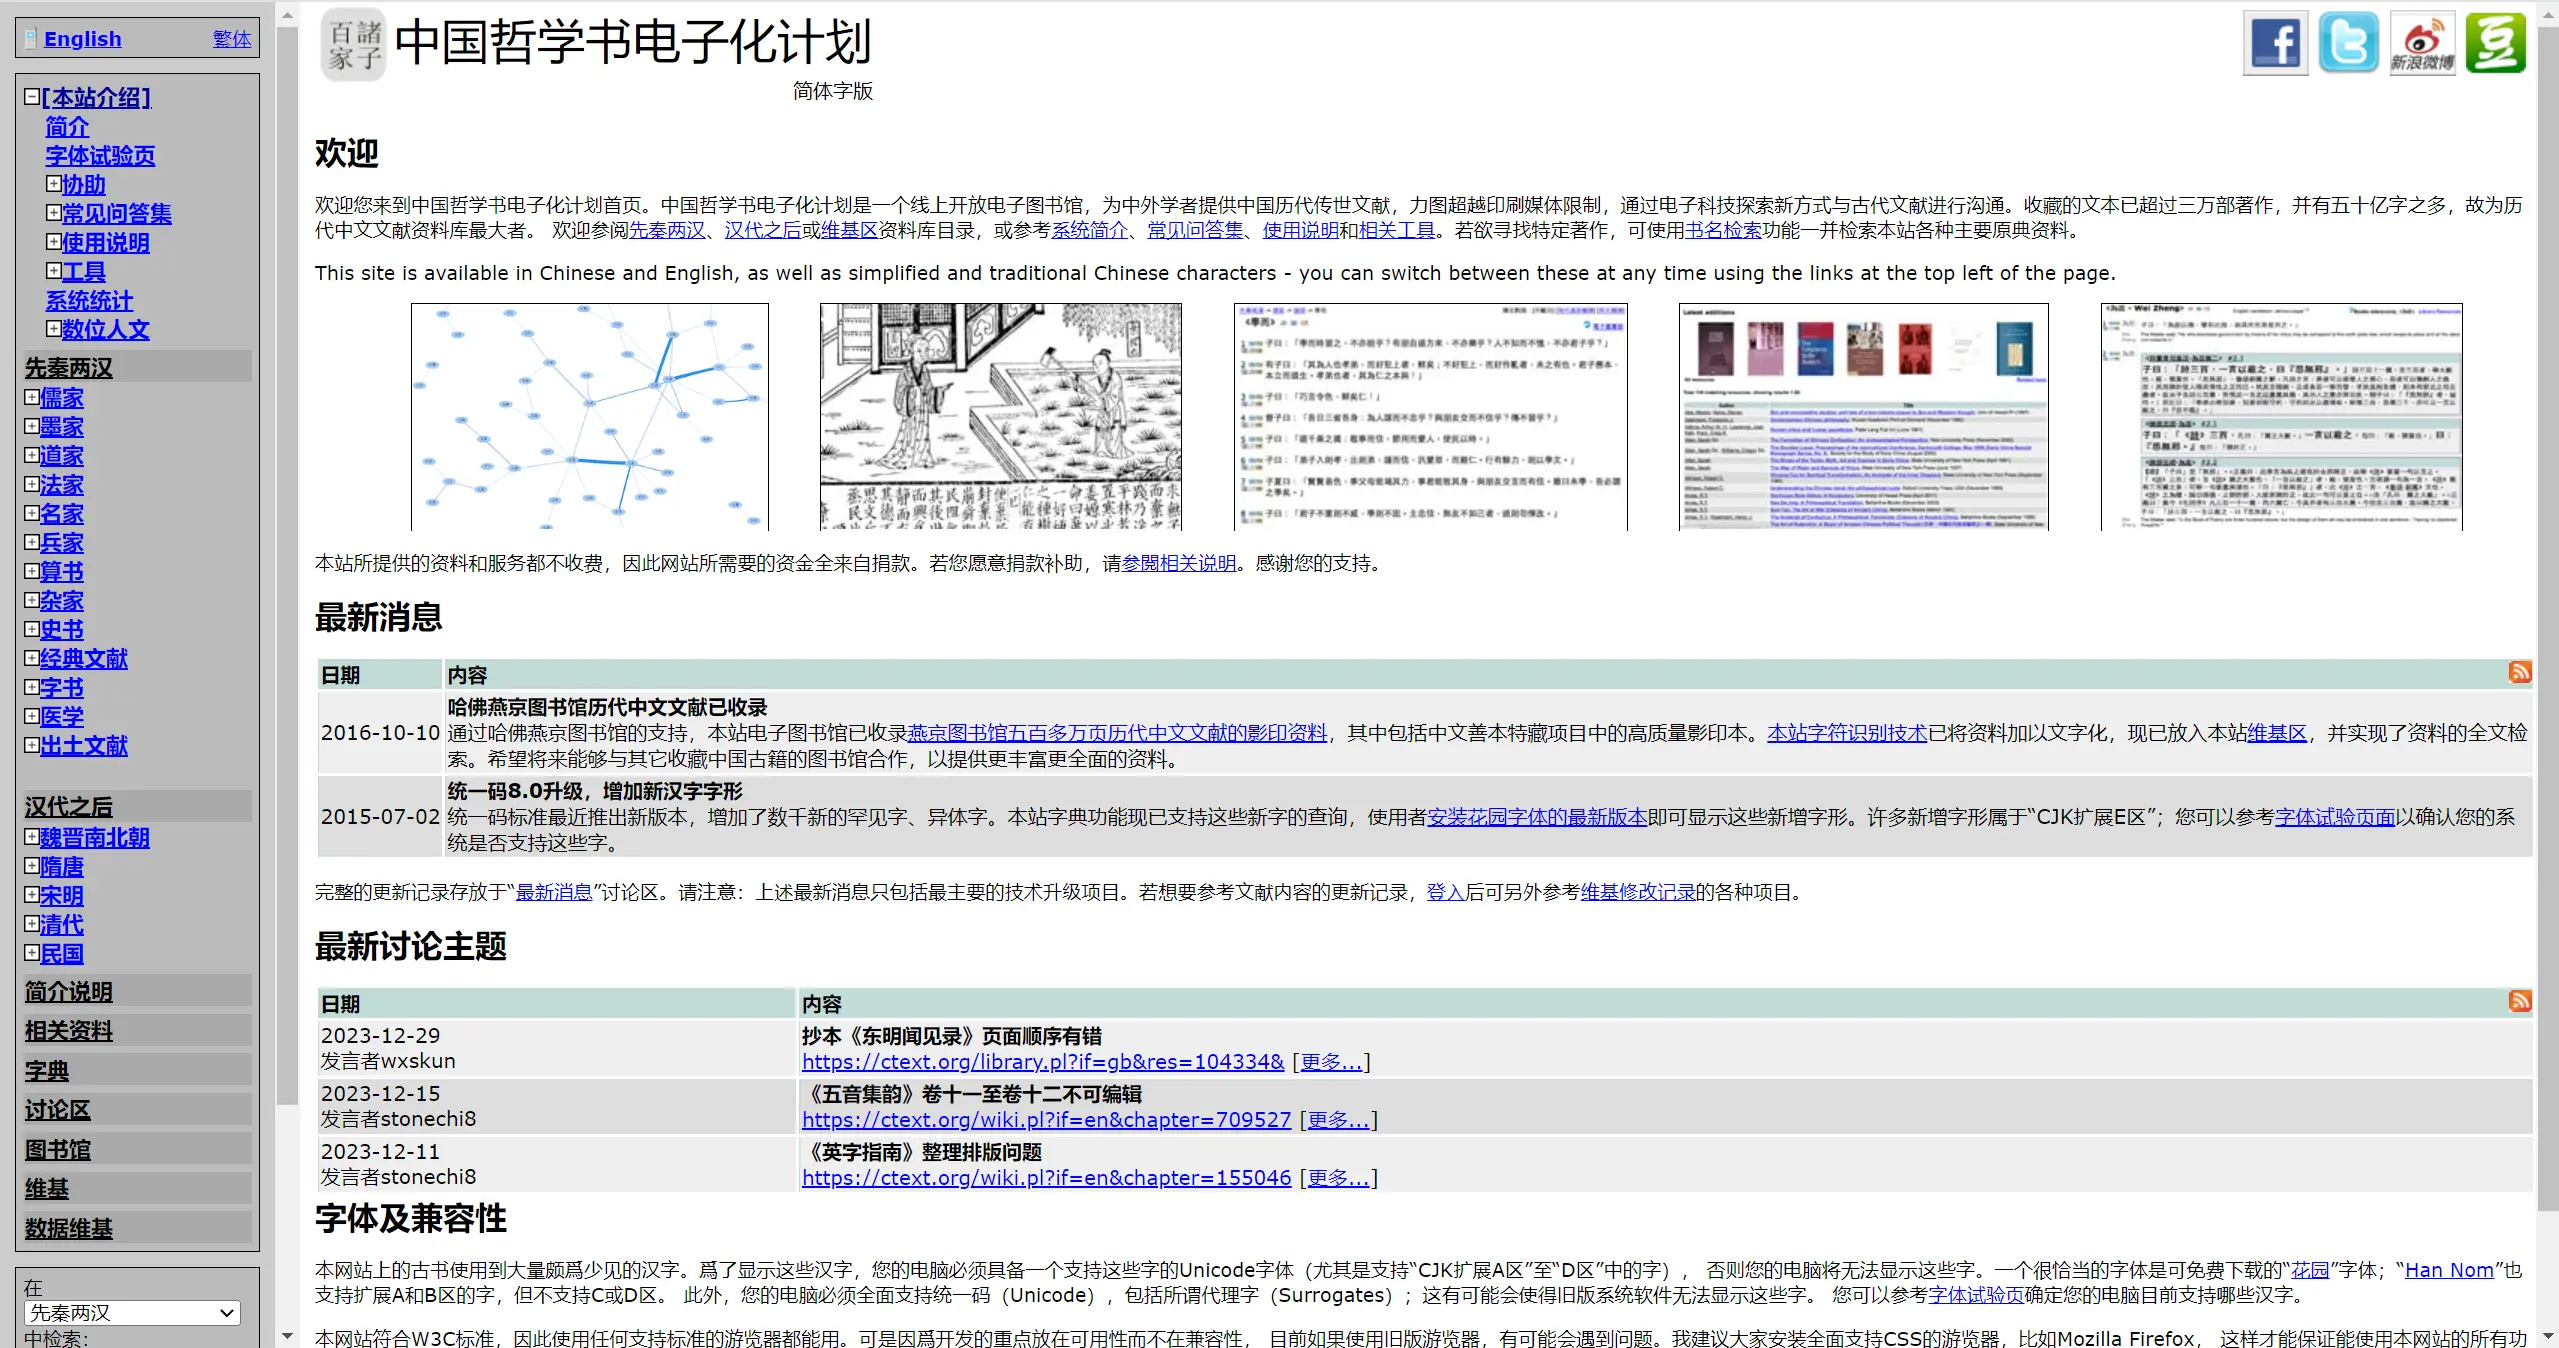 English 繁体
[本站介绍]
简介
字体试验页
协助
常见问答集
使用说明
工具
系统统计
数位人文
先秦两汉
儒家
墨家
道家
法家
名家
兵家
算书
杂家
史书
经典文献
字书
医学
出土文献
汉代之后
魏晋南北朝
隋唐
宋明
清代
民国
简介说明
相关资料
字典
讨论区
图书馆
维基
数据维基
在
先秦两汉
中检索:
諸子
百家
中国哲学书电子化计划
简体字版
新浪微博
豆
欢迎
欢迎您来到中国哲学书电子化计划首页。中国哲学书电子化计划是一个线上开放电子图书馆，为中外学者提供中国历代传世文献，力图超越印刷媒体限制，通过电子科技探索新方式与古代文献进行沟通。收藏的文本已超过三万部著作，并有五十亿字之多，故为历
代中文文献资料库最大者。 欢迎参阅先秦两汉、汉代之后或维基区资料库目录，或参考系统简介、常见问答集、使用说明和相关工具。若欲寻找特定著作，可使用书名检索功能一并检索本站各种主要原典资料。
This site is available in Chinese and English, as well as simplified and traditional Chinese characters - you can switch between these at any time using the links at the top left of the page.
本站所提供的资料和服务都不收费，因此网站所需要的资金全来自捐款。若您愿意捐款补助，请参阅相关说明。感谢您的支持。
最新消息
日期 内容
哈佛燕京图书馆历代中文文献已收录
2016-10-10 通过哈佛燕京图书馆的支持，本站电子图书馆已收录燕京图书馆五百多万页历代中文文献的影印资料，其中包括中文善本特藏项目中的高质量影印本。本站字符识别技术已将资料加以文字化，现已放入本站维基区，并实现了资料的全文检
索。希望将来能够与其它收藏中国古籍的图书馆合作，以提供更丰富更全面的资料。
统一码8.0升级，增加新汉字字形
2015-07-02 统一码标准最近推出新版本，增加了数千新的罕见字、异体字。本站字典功能现已支持这些新字的查询，使用者安装花园字体的最新版本即可显示这些新增字形。许多新增字形属于“CJK扩展E区”；您可以参考字体试验页面以确认您的系
统是否支持这些字。
完整的更新记录存放于“最新消息”讨论区。请注意：上述最新消息只包括最主要的技术升级项目。若想要参考文献内容的更新记录，登入后可另外参考维基修改记录的各种项目。
最新讨论主题
日期 内容
2023-12-29 抄本《东明闻见录》页面顺序有错
发言者wxskun https://ctext.org/library.pl?if=gb&res=104334& [更多...]
2023-12-15 《五音集韵》卷十一至卷十二不可编辑
发言者stonechi8 https://ctext.org/wiki.pl?if=en&chapter=709527 [更多...]
2023-12-11 《英字指南》整理排版问题
发言者stonechi8 https://ctext.org/wiki.pl?if=en&chapter=155046 [更多...]
字体及兼容性
本网站上的古书使用到大量颇爲少见的汉字。爲了显示这些汉字，您的电脑必须具备一个支持这些字的Unicode字体（尤其是支持“CJK扩展A区”至“D区”中的字）， 否则您的电脑将无法显示这些字。一个很恰当的字体是可免费下载的“花园”字体；“Han Nom”也
支持扩展A和B区的字，但不支持C或D区。 此外，您的电脑必须全面支持统一码（Unicode），包括所谓代理字（Surrogates）；这有可能会使得旧版系统软件无法显示这些字。 您可以参考字体试验页确定您的电脑目前支持哪些汉字。
本网站符合W3C标准，因此使用任何支持标准的游览器都能用。可是因爲开发的重点放在可用性而不在兼容性， 目前如果使用旧版游览器，有可能会遇到问题。我建议大家安装全面支持CSS的游览器，比如Mozilla Firefox， 这样才能保证能使用本网站的所有功